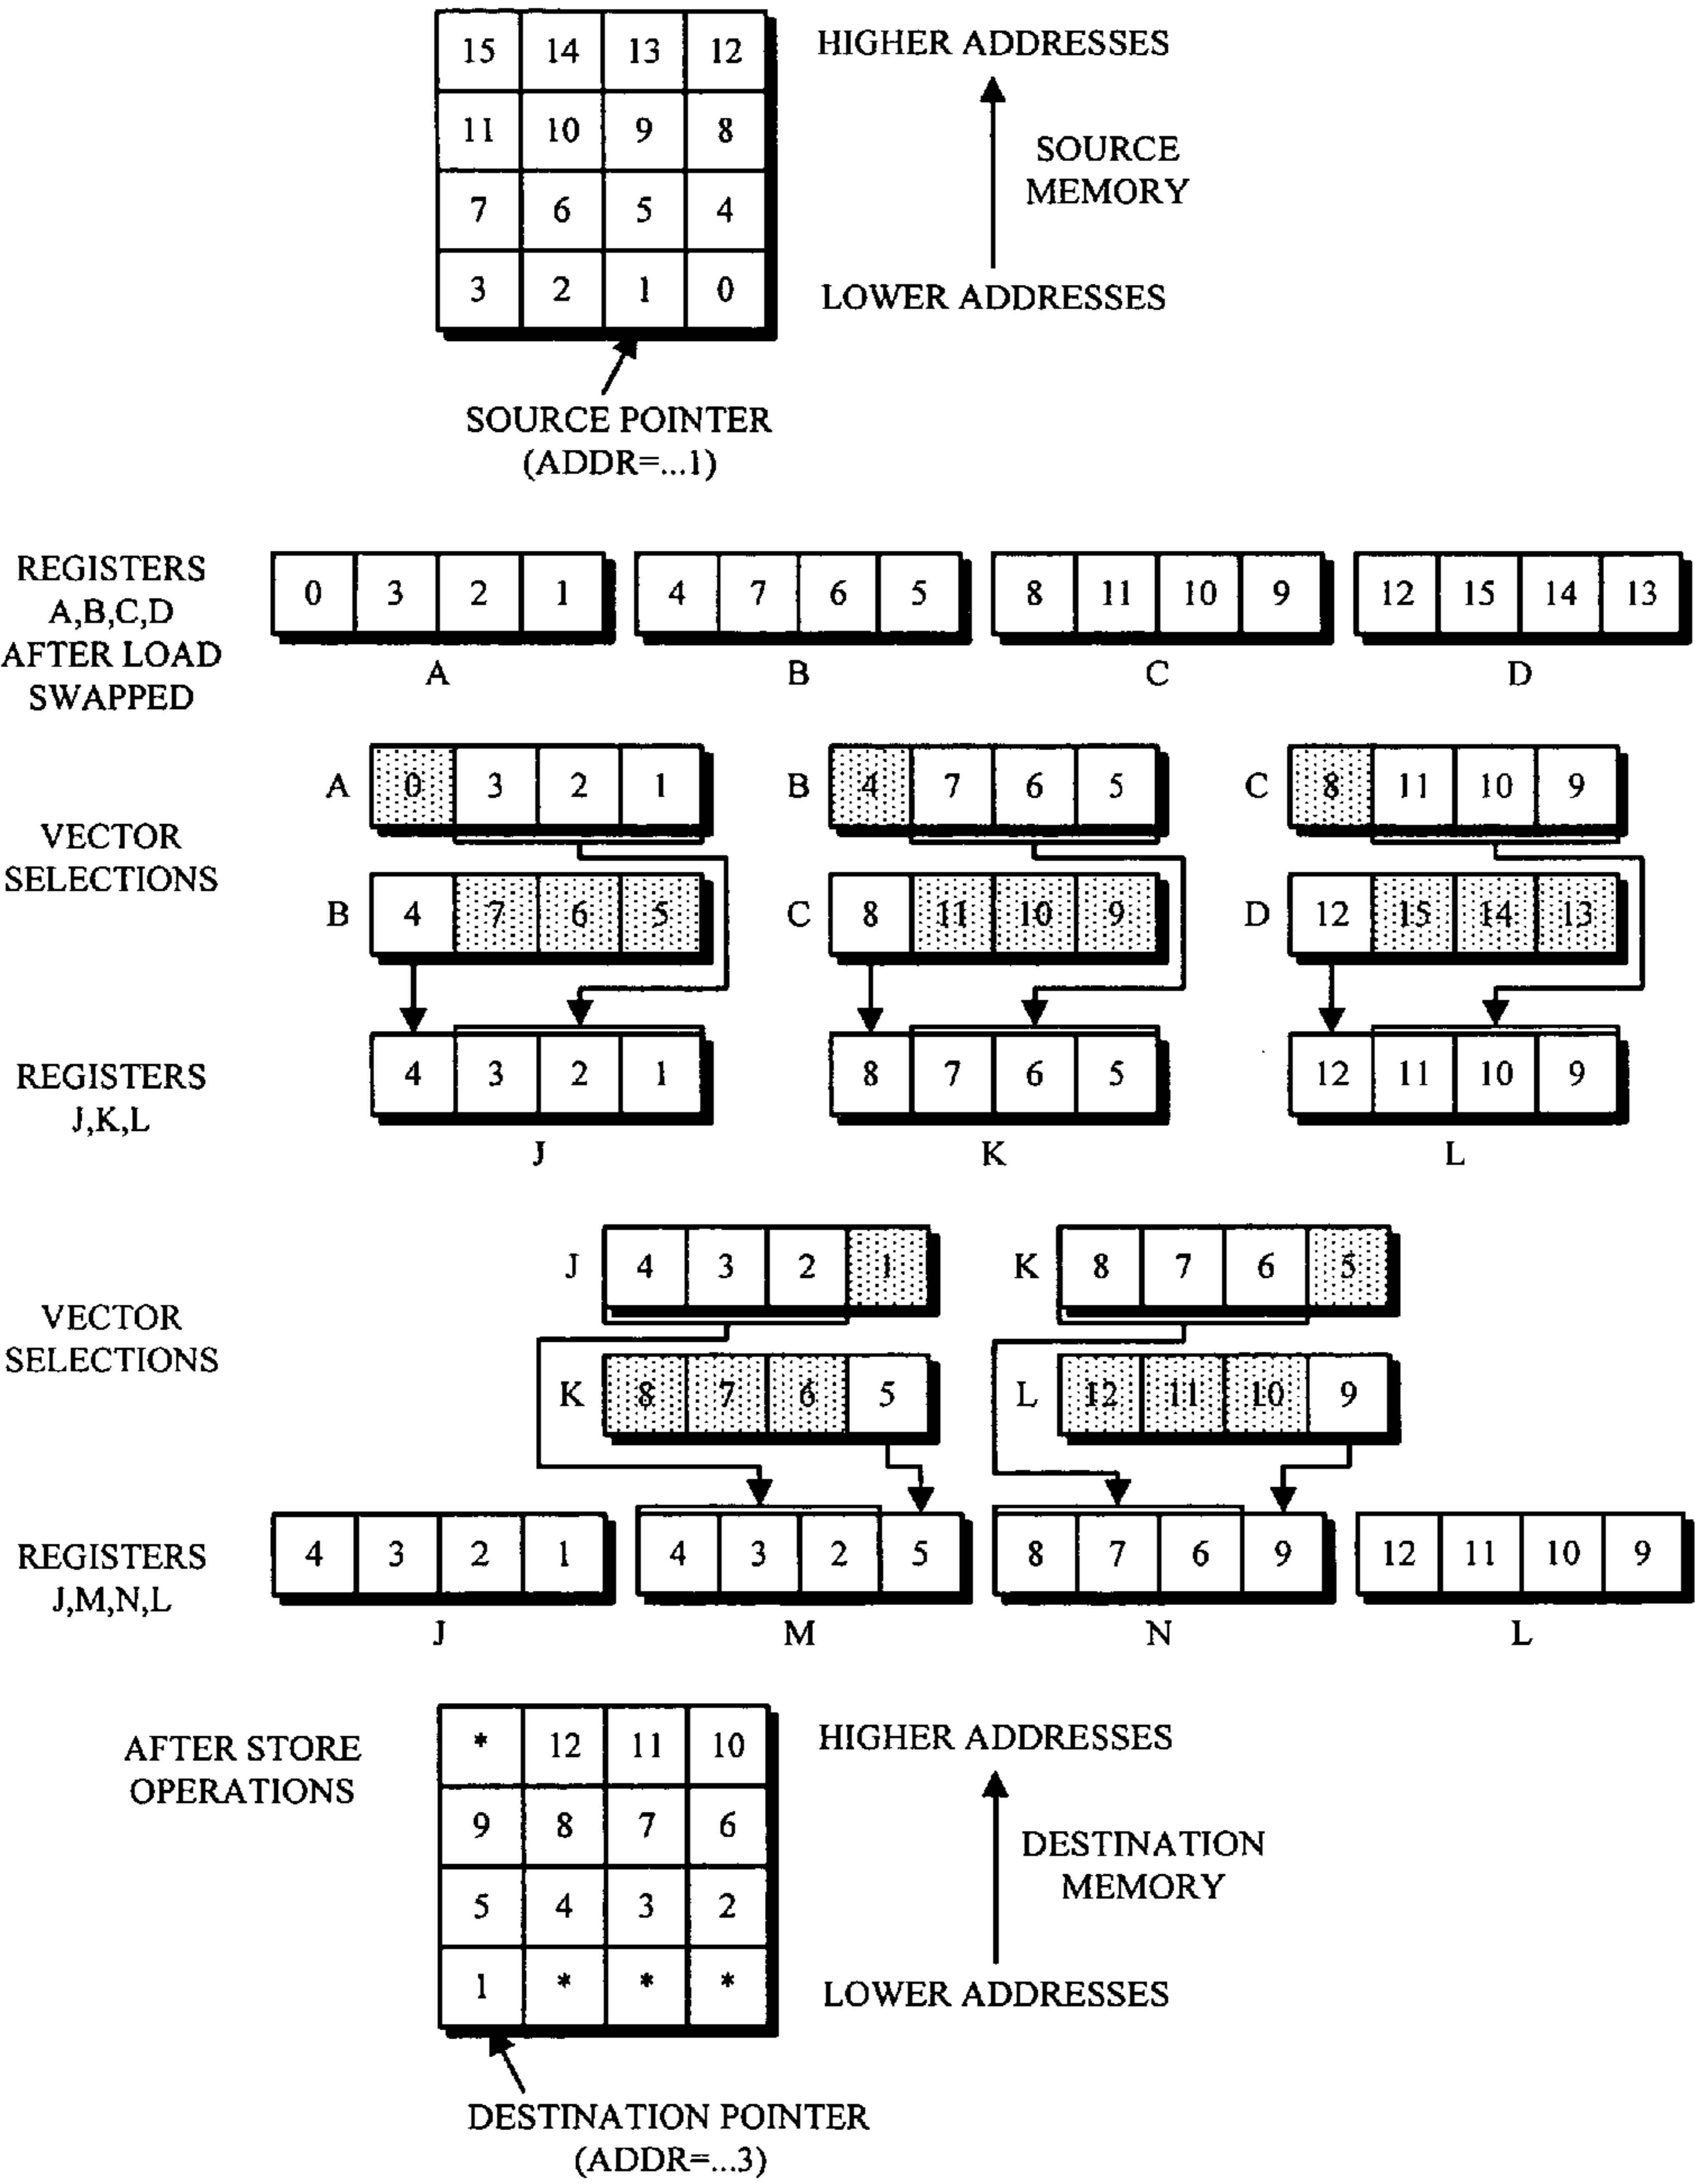 15 14 13 12 HIGHER ADDRESSES
11 10 9 8 SOURCE
MEMORY
7 6 5 4
3 2 1 0 LOWER ADDRESSES
SOURCE POINTER
(ADDR=...1)
REGISTERS
A,B,C,D
AFTER LOAD
SWAPPED
0 3 2 1 4 7 6 5 8 11 10 9 12 15 14 13
A B C D
VECTOR
SELECTIONS
A 0 3 2 1 B 4 7 6 5 C 8 11 10 9
B 4 7 6 5 C 8 11 10 9 D 12 15 14 13
REGISTERS
J,K,L
4 3 2 1 8 7 6 5 12 11 10 9
J K L
VECTOR
SELECTIONS
J 4 3 2 1 K 8 7 6 5
K 8 7 6 5 L 12 11 10 9
REGISTERS
J,M,N,L
4 3 2 1 4 3 2 5 8 7 6 9 12 11 10 9
J M N L
AFTER STORE
OPERATIONS
* 12 11 10 HIGHER ADDRESSES
9 8 7 6 DESTINATION
MEMORY
5 4 3 2
1 * * * LOWER ADDRESSES
DESTINATION POINTER
(ADDR=...3)